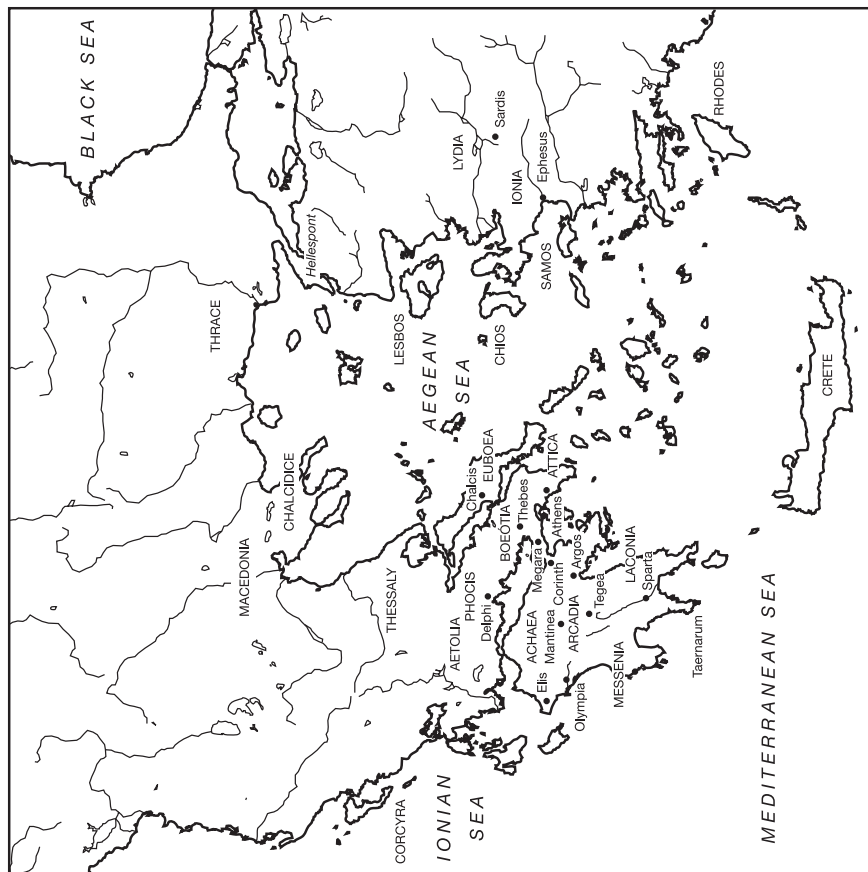 BLACK SEA
THRACE
Hellespont
LYDIA
Sardis
MACEDONIA
CHALCIDICE
LESBOS
AEGEAN
SEA
IONIA
Ephesus
THESSALY
CHIOS
SAMOS
RHODES
AETOLIA
PHOCIS
Delphi
Chalcis
EUBOEA
BOEOTIA
Thebes
ATTICA
Athens
CORCYRA
IONIAN
SEA
ACHAEA
Megara
Corinth
Elis
Mantinea
ARCADIA
Argos
Olympia
Tegea
MESSENIA
LACONIA
Sparta
Taernarum
CRETE
MEDITERRANEAN SEA